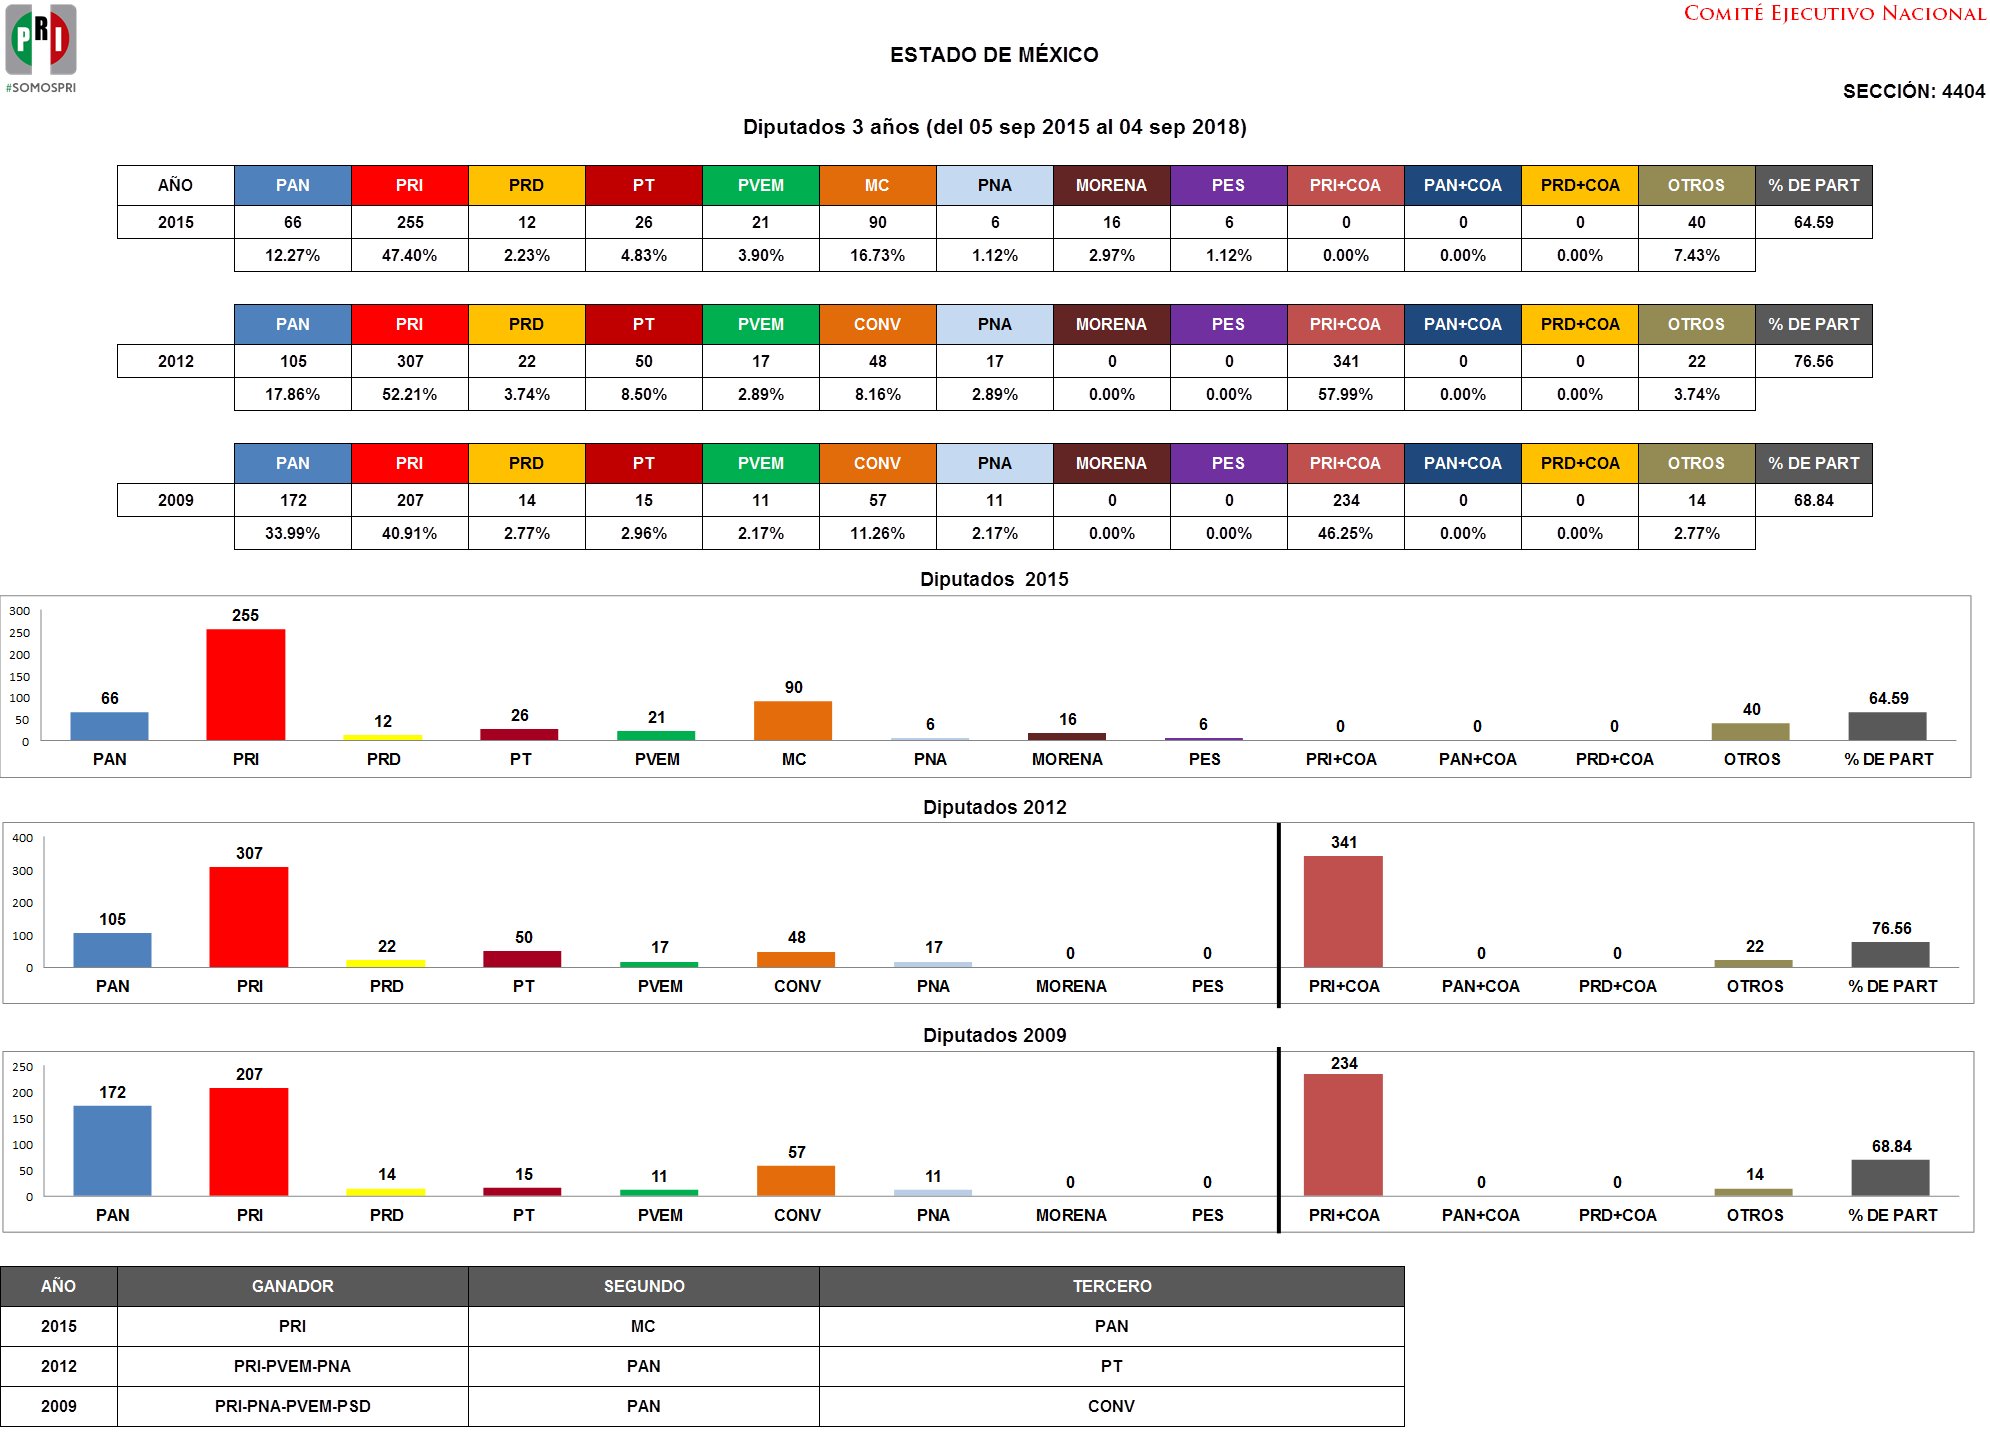 PRI
#SOMOSPRI
COMITÉ EJECUTIVO NACIONAL
ESTADO DE MÉXICO
SECCIÓN: 4404
Diputados 3 años (del 05 sep 2015 al 04 sep 2018)
AÑO PAN PRI PRD PT PVEM MC PNA MORENA PES PRI+COA PAN+COA PRD+COA OTROS % DE PART
2015 66 255 12 26 21 90 6 16 6 0 0 0 40 64.59
12.27% 47.40% 2.23% 4.83% 3.90% 16.73% 1.12% 2.97% 1.12% 0.00% 0.00% 0.00% 7.43%
PAN PRI PRD PT PVEM CONV PNA MORENA PES PRI+COA PAN+COA PRD+COA OTROS % DE PART
2012 105 307 22 50 17 48 17 0 0 341 0 0 22 76.56
17.86% 52.21% 3.74% 8.50% 2.89% 8.16% 2.89% 0.00% 0.00% 57.99% 0.00% 0.00% 3.74%
PAN PRI PRD PT PVEM CONV PNA MORENA PES PRI+COA PAN+COA PRD+COA OTROS % DE PART
2009 172 207 14 15 11 57 11 0 0 234 0 0 14 68.84
33.99% 40.91% 2.77% 2.96% 2.17% 11.26% 2.17% 0.00% 0.00% 46.25% 0.00% 0.00% 2.77%
Diputados 2015
300
250
200
150
100
50
0
66 255 12 26 21 90 6 16 6 0 0 0 40 64.59
PAN PRI PRD PT PVEM MC PNA MORENA PES PRI+COA PAN+COA PRD+COA OTROS % DE PART
Diputados 2012
400
300
200
100
0
105 307 22 50 17 48 17 0 0 341 0 0 22 76.56
PAN PRI PRD PT PVEM CONV PNA MORENA PES PRI+COA PAN+COA PRD+COA OTROS % DE PART
Diputados 2009
250
200
150
100
50
0
172 207 14 15 11 57 11 0 0 234 0 0 14 68.84
PAN PRI PRD PT PVEM CONV PNA MORENA PES PRI+COA PAN+COA PRD+COA OTROS % DE PART
AÑO GANADOR SEGUNDO TERCERO
2015 PRI MC PAN
2012 PRI-PVEM-PNA PAN PT
2009 PRI-PNA-PVEM-PSD PAN CONV